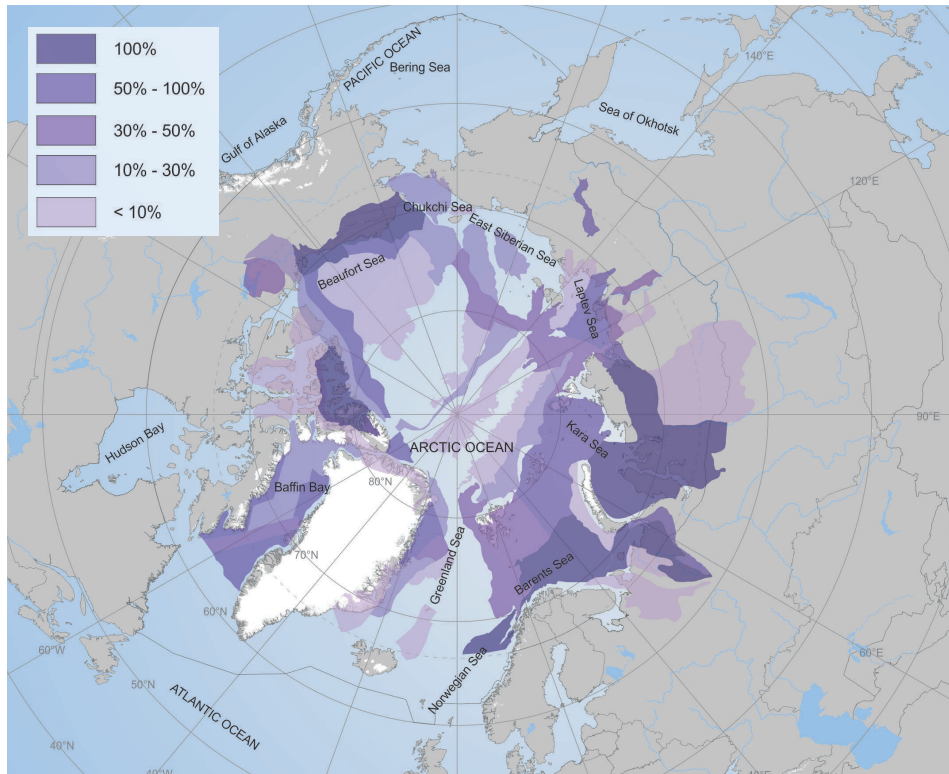 100%
50% - 100%
30% - 50%
10% - 30%
< 10%
PACIFIC OCEAN
Bering Sea
Gulf of Alaska
Sea of Okhotsk
140°E
120°E
Chukchi Sea
East Siberian Sea
Beaufort Sea
Laptev Sea
90°E
Hudson Bay
ARCTIC OCEAN
Kara Sea
Baffin Bay
80°N
70°N
Greenland Sea
Barents Sea
60°N
60°W
50°N
Norwegian Sea
60°E
ATLANTIC OCEAN
40°N
40°W
40°E